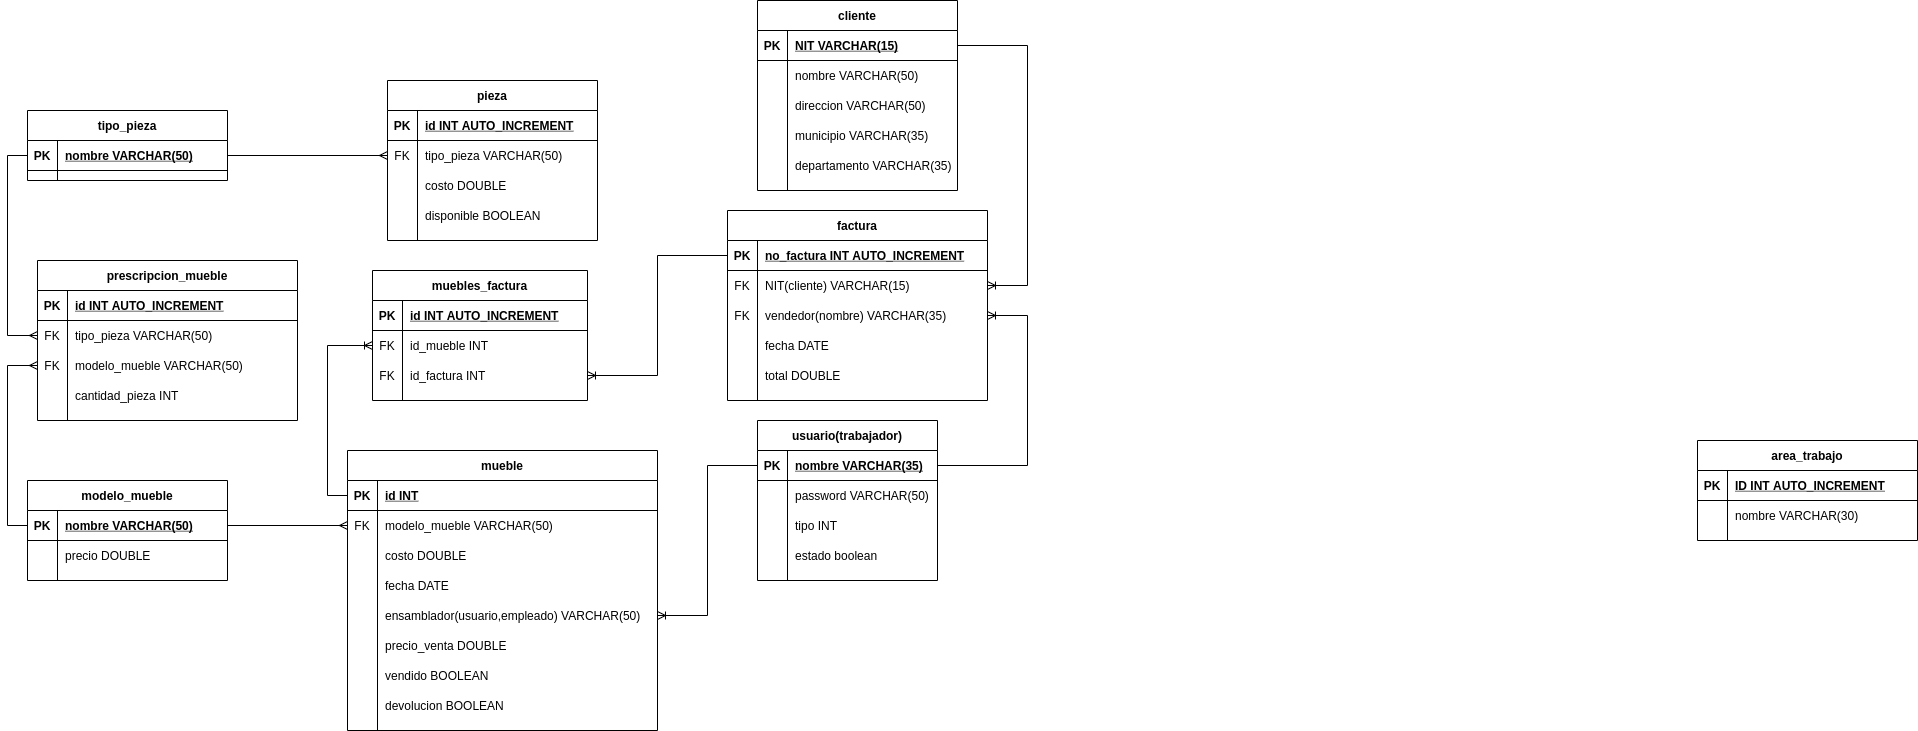 cliente
PK NIT VARCHAR(15)
nombre VARCHAR(50)
direccion VARCHAR(50)
municipio VARCHAR(35)
departamento VARCHAR(35)
pieza
PK id INT AUTO_INCREMENT
FK tipo_pieza VARCHAR(50)
costo DOUBLE
disponible BOOLEAN
tipo_pieza
PK nombre VARCHAR(50)
factura
PK no_factura INT AUTO_INCREMENT
FK NIT(cliente) VARCHAR(15)
FK vendedor(nombre) VARCHAR(35)
fecha DATE
total DOUBLE
prescripcion_mueble
PK id INT AUTO_INCREMENT
FK tipo_pieza VARCHAR(50)
FK modelo_mueble VARCHAR(50)
cantidad_pieza INT
muebles_factura
PK id INT AUTO_INCREMENT
FK id_mueble INT
FK id_factura INT
usuario(trabajador)
PK nombre VARCHAR(35)
password VARCHAR(50)
tipo INT
estado boolean
area_trabajo
PK ID INT AUTO_INCREMENT
nombre VARCHAR(30)
mueble
PK id INT
FK modelo_mueble VARCHAR(50)
costo DOUBLE
fecha DATE
ensamblador(usuario,empleado) VARCHAR(50)
precio_venta DOUBLE
vendido BOOLEAN
devolucion BOOLEAN
modelo_mueble
PK nombre VARCHAR(50)
precio DOUBLE